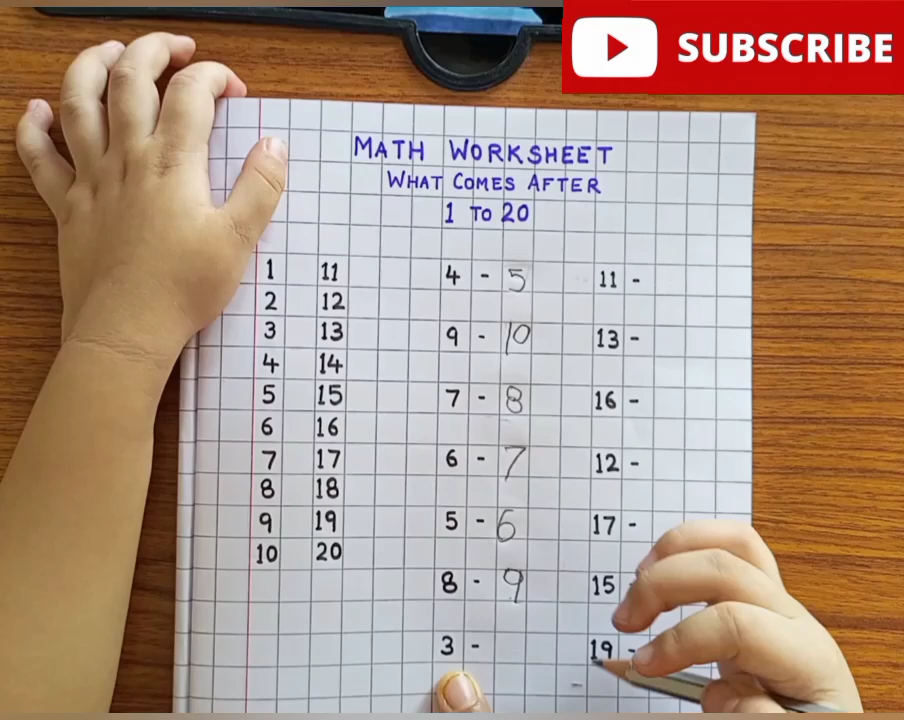 SUBSCRIBE
MATH WORKSHEET
WHAT COMES AFTER
1 TO 20
1 11 4 - 5 11 -
2 12
3 13 9 - 10 13 -
4 14
5 15 7 - 8 16 -
6 16
7 17 6 - 7 12 -
8 18
9 19 5 - 6 17 -
10 20
8 - 9 15 -
3 - 19 -